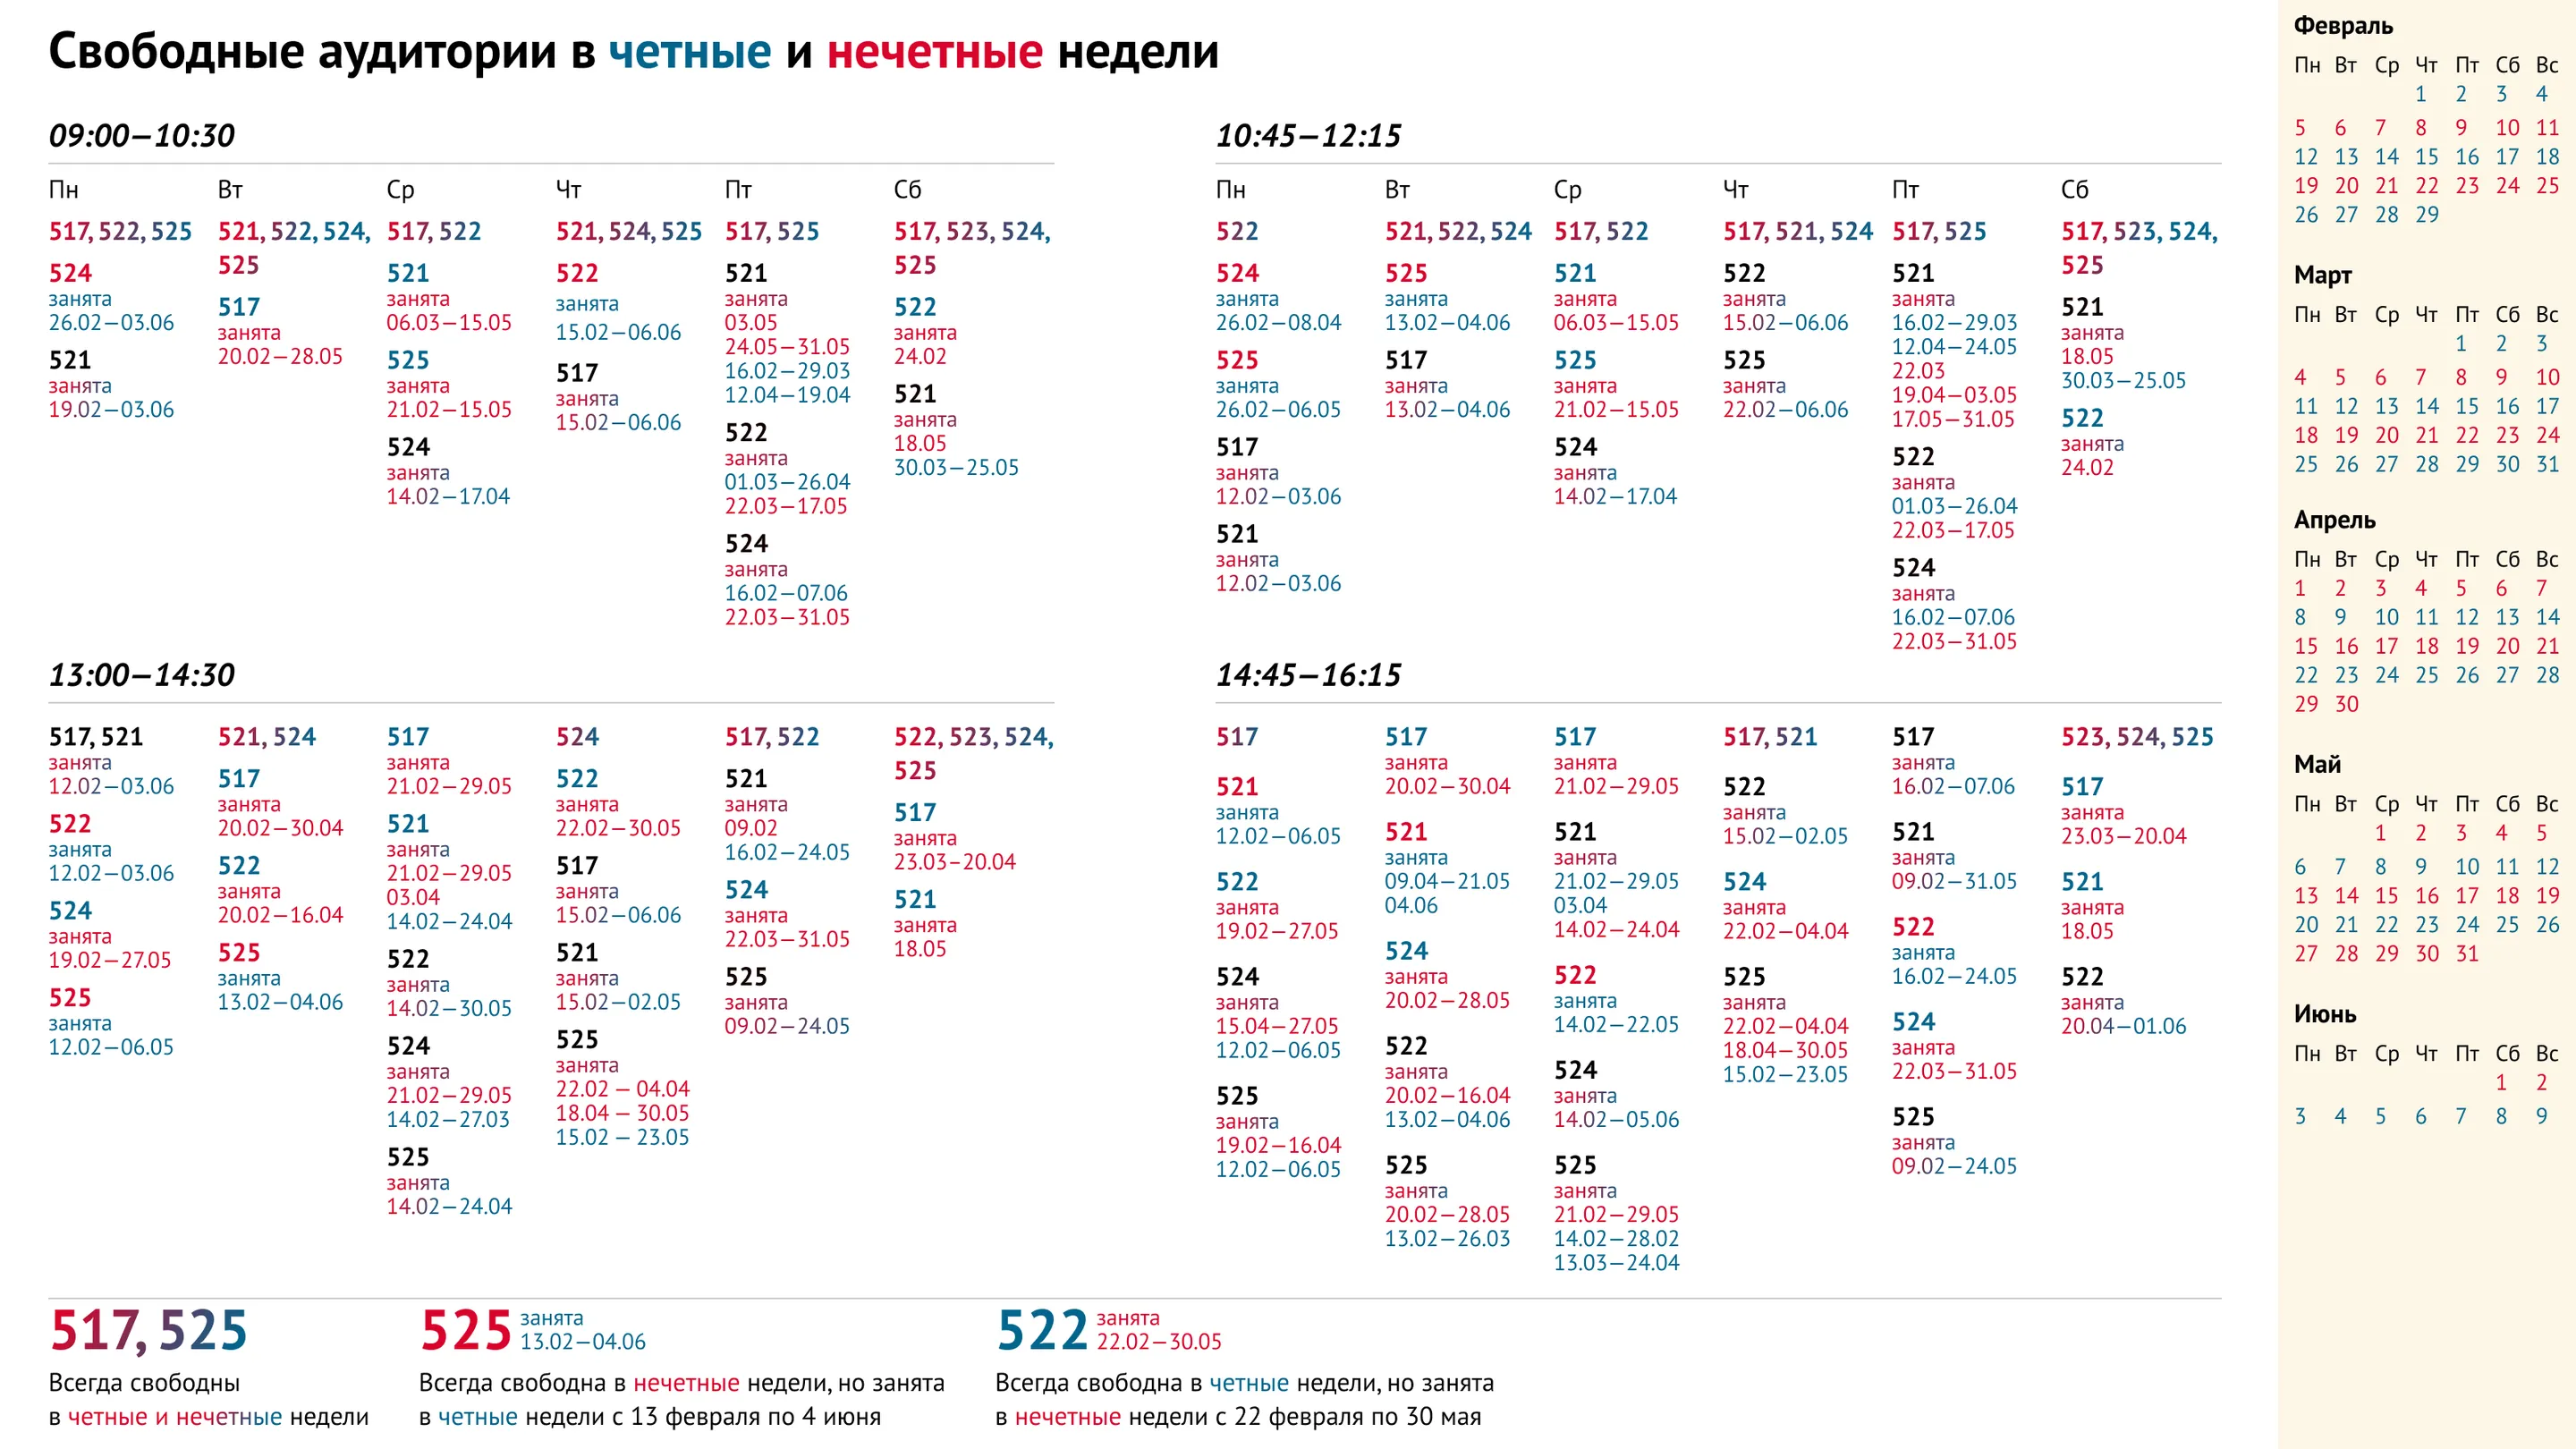 Свободные аудитории в четные и нечетные недели
09:00—10:30
Пн
517, 522, 525
524
занята
26.02—03.06
521
занята
19.02—03.06
Вт
521, 522, 524,
525
517
занята
20.02—28.05
Ср
517, 522
521
занята
06.03—15.05
525
занята
21.02—15.05
524
занята
14.02—17.04
Чт
521, 524, 525
522
занята
15.02—06.06
517
занята
15.02—06.06
Пт
517, 525
521
занята
03.05
24.05—31.05
16.02—29.03
12.04—19.04
522
занята
01.03—26.04
22.03—17.05
524
занята
16.02—07.06
22.03—31.05
Сб
517, 523, 524,
525
522
занята
24.02
521
занята
18.05
30.03—25.05
10:45—12:15
Пн
522
524
занята
26.02—08.04
525
занята
26.02—06.05
517
занята
12.02—03.06
521
занята
12.02—03.06
Вт
521, 522, 524
525
занята
13.02—04.06
517
занята
13.02—04.06
Ср
517, 522
521
занята
06.03—15.05
525
занята
21.02—15.05
524
занята
14.02—17.04
Чт
517, 521, 524
522
занята
15.02—06.06
525
занята
22.02—06.06
Пт
517, 525
521
занята
16.02—29.03
12.04—24.05
22.03
19.04—03.05
17.05—31.05
522
занята
01.03—26.04
22.03—17.05
524
занята
16.02—07.06
22.03—31.05
Сб
517, 523, 524,
525
521
занята
18.05
30.03—25.05
522
занята
24.02
13:00—14:30
517, 521
занята
12.02—03.06
522
занята
12.02—03.06
524
занята
19.02—27.05
525
занята
12.02—06.05
521, 524
517
занята
20.02—30.04
522
занята
20.02—16.04
525
занята
13.02—04.06
517
занята
21.02—29.05
521
занята
21.02—29.05
03.04
14.02—24.04
522
занята
14.02—30.05
524
занята
21.02—29.05
14.02—27.03
525
занята
14.02—24.04
524
522
занята
22.02—30.05
517
занята
15.02—06.06
521
занята
15.02—02.05
525
занята
22.02 — 04.04
18.04 — 30.05
15.02 — 23.05
517, 522
521
занята
09.02
16.02—24.05
524
занята
22.03—31.05
525
занята
09.02—24.05
522, 523, 524,
525
517
занята
23.03–20.04
521
занята
18.05
14:45—16:15
517
521
занята
12.02—06.05
522
занята
19.02—27.05
524
занята
15.04—27.05
12.02—06.05
525
занята
19.02—16.04
12.02—06.05
517
занята
20.02—30.04
521
занята
09.04—21.05
04.06
524
занята
20.02—28.05
522
занята
20.02—16.04
13.02—04.06
525
занята
20.02—28.05
13.02—26.03
517
занята
21.02—29.05
521
занята
21.02—29.05
03.04
14.02—24.04
522
занята
14.02—22.05
524
занята
14.02—05.06
525
занята
21.02—29.05
14.02—28.02
13.03—24.04
517, 521
522
занята
15.02—02.05
524
занята
22.02—04.04
525
занята
22.02—04.04
18.04—30.05
15.02—23.05
517
занята
16.02—07.06
521
занята
09.02—31.05
522
занята
16.02—24.05
524
занята
22.03—31.05
525
занята
09.02—24.05
523, 524, 525
517
занята
23.03—20.04
521
занята
18.05
522
занята
20.04—01.06
517, 525
Всегда свободны
в четные и нечетные недели
525 занята
13.02—04.06
Всегда свободна в нечетные недели, но занята
в четные недели с 13 февраля по 4 июня
522 занята
22.02—30.05
Всегда свободна в четные недели, но занята
в нечетные недели с 22 февраля по 30 мая
Февраль
Пн Вт Ср Чт Пт Сб Вс
1 2 3 4
5 6 7 8 9 10 11
12 13 14 15 16 17 18
19 20 21 22 23 24 25
26 27 28 29
Март
Пн Вт Ср Чт Пт Сб Вс
1 2 3
4 5 6 7 8 9 10
11 12 13 14 15 16 17
18 19 20 21 22 23 24
25 26 27 28 29 30 31
Апрель
Пн Вт Ср Чт Пт Сб Вс
1 2 3 4 5 6 7
8 9 10 11 12 13 14
15 16 17 18 19 20 21
22 23 24 25 26 27 28
29 30
Май
Пн Вт Ср Чт Пт Сб Вс
1 2 3 4 5
6 7 8 9 10 11 12
13 14 15 16 17 18 19
20 21 22 23 24 25 26
27 28 29 30 31
Июнь
Пн Вт Ср Чт Пт Сб Вс
1 2
3 4 5 6 7 8 9